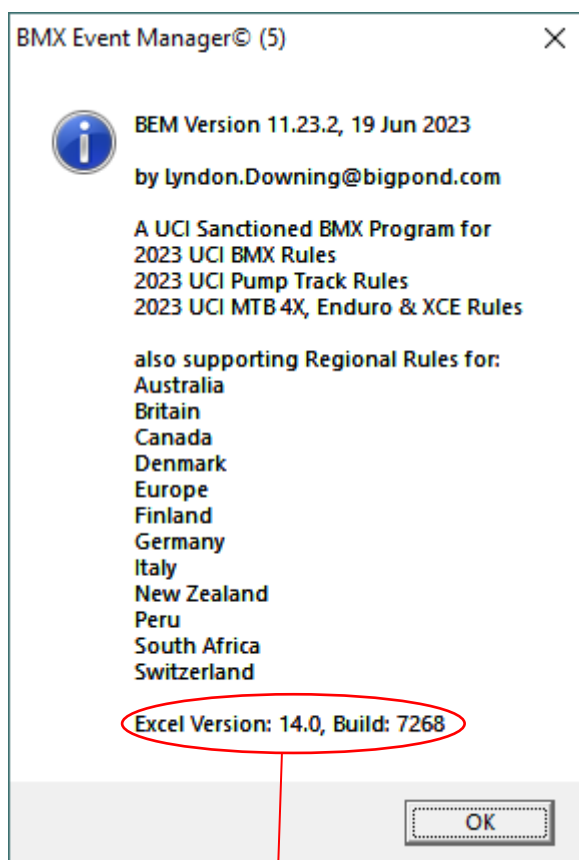 BMX Event Manager© (5)
BEM Version 11.23.2, 19 Jun 2023
by Lyndon.Downing@bigpond.com
A UCI Sanctioned BMX Program for
2023 UCI BMX Rules
2023 UCI Pump Track Rules
2023 UCI MTB 4X, Enduro & XCE Rules
also supporting Regional Rules for:
Australia
Britain
Canada
Denmark
Europe
Finland
Germany
Italy
New Zealand
Peru
South Africa
Switzerland
Excel Version: 14.0, Build: 7268
OK